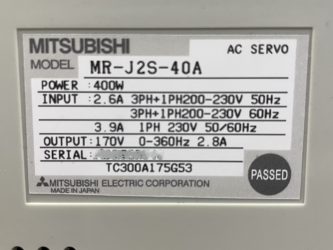 MITSUBISHI
AC SERVO
MODEL MR-J2S-40A
POWER :400W
INPUT :2.6A 3PH+1PH200-230V 50Hz
3PH+1PH200-230V 60Hz
3.9A 1PH 230V 50/60Hz
OUTPUT:170V 0-360Hz 2.8A
SERIAL:
TC300A175G53
PASSED
MITSUBISHI ELECTRIC CORPORATION
MADE IN JAPAN